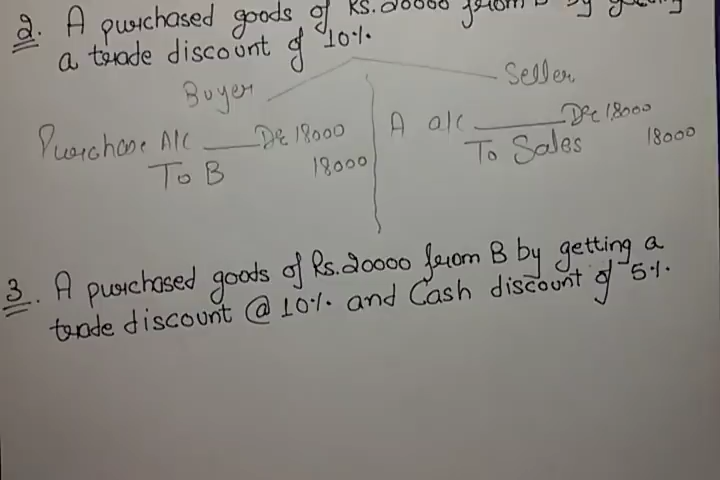 2. A purchased goods of Rs.20000 from B by getting
a trade discount of 10%.
Buyer
Seller
Purchase A/C ____ Dr 18000
To B 18000
A a/c ____ Dr 18000
To Sales 18000
3. A purchased goods of Rs.20000 from B by getting a
trade discount @ 10% and Cash discount of 5%.